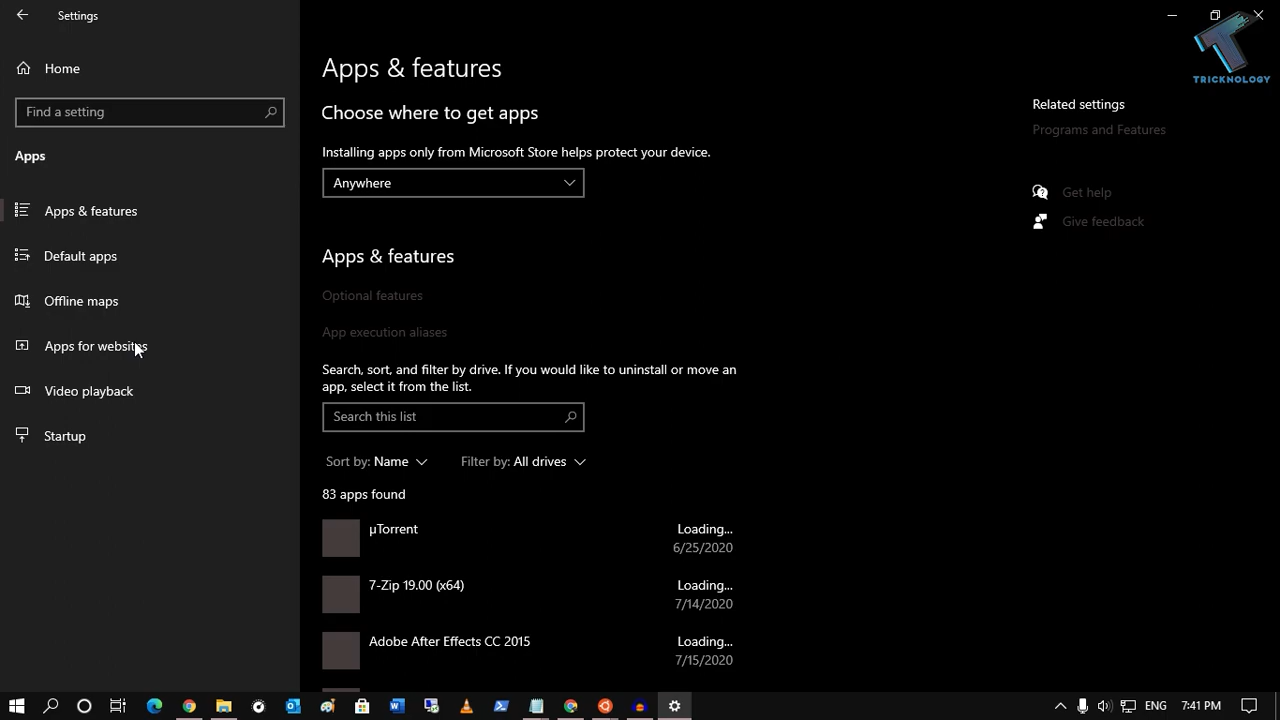 Settings
Home
Find a setting
Apps
Apps & features
Default apps
Offline maps
Apps for websites
Video playback
Startup
Apps & features
Choose where to get apps
Installing apps only from Microsoft Store helps protect your device.
Anywhere
Apps & features
Optional features
App execution aliases
Search, sort, and filter by drive. If you would like to uninstall or move an
app, select it from the list.
Search this list
Sort by: Name Filter by: All drives
83 apps found
µTorrent Loading...
6/25/2020
7-Zip 19.00 (x64) Loading...
7/14/2020
Adobe After Effects CC 2015 Loading...
7/15/2020
TRICKNOLOGY
Related settings
Programs and Features
Get help
Give feedback
ENG 7:41 PM